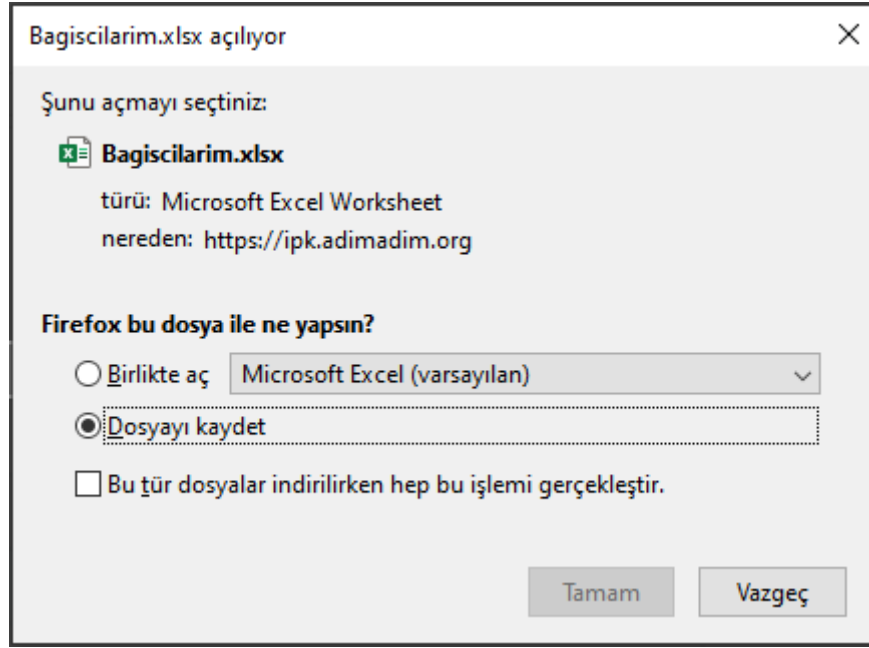 Bagiscilarim.xlsx açılıyor
Şunu açmayı seçtiniz:
Bagiscilarim.xlsx
türü: Microsoft Excel Worksheet
nereden: https://ipk.adimadim.org
Firefox bu dosya ile ne yapsın?
Birlikte aç Microsoft Excel (varsayılan)
Dosyayı kaydet
Bu tür dosyalar indirilirken hep bu işlemi gerçekleştir.
Tamam Vazgeç